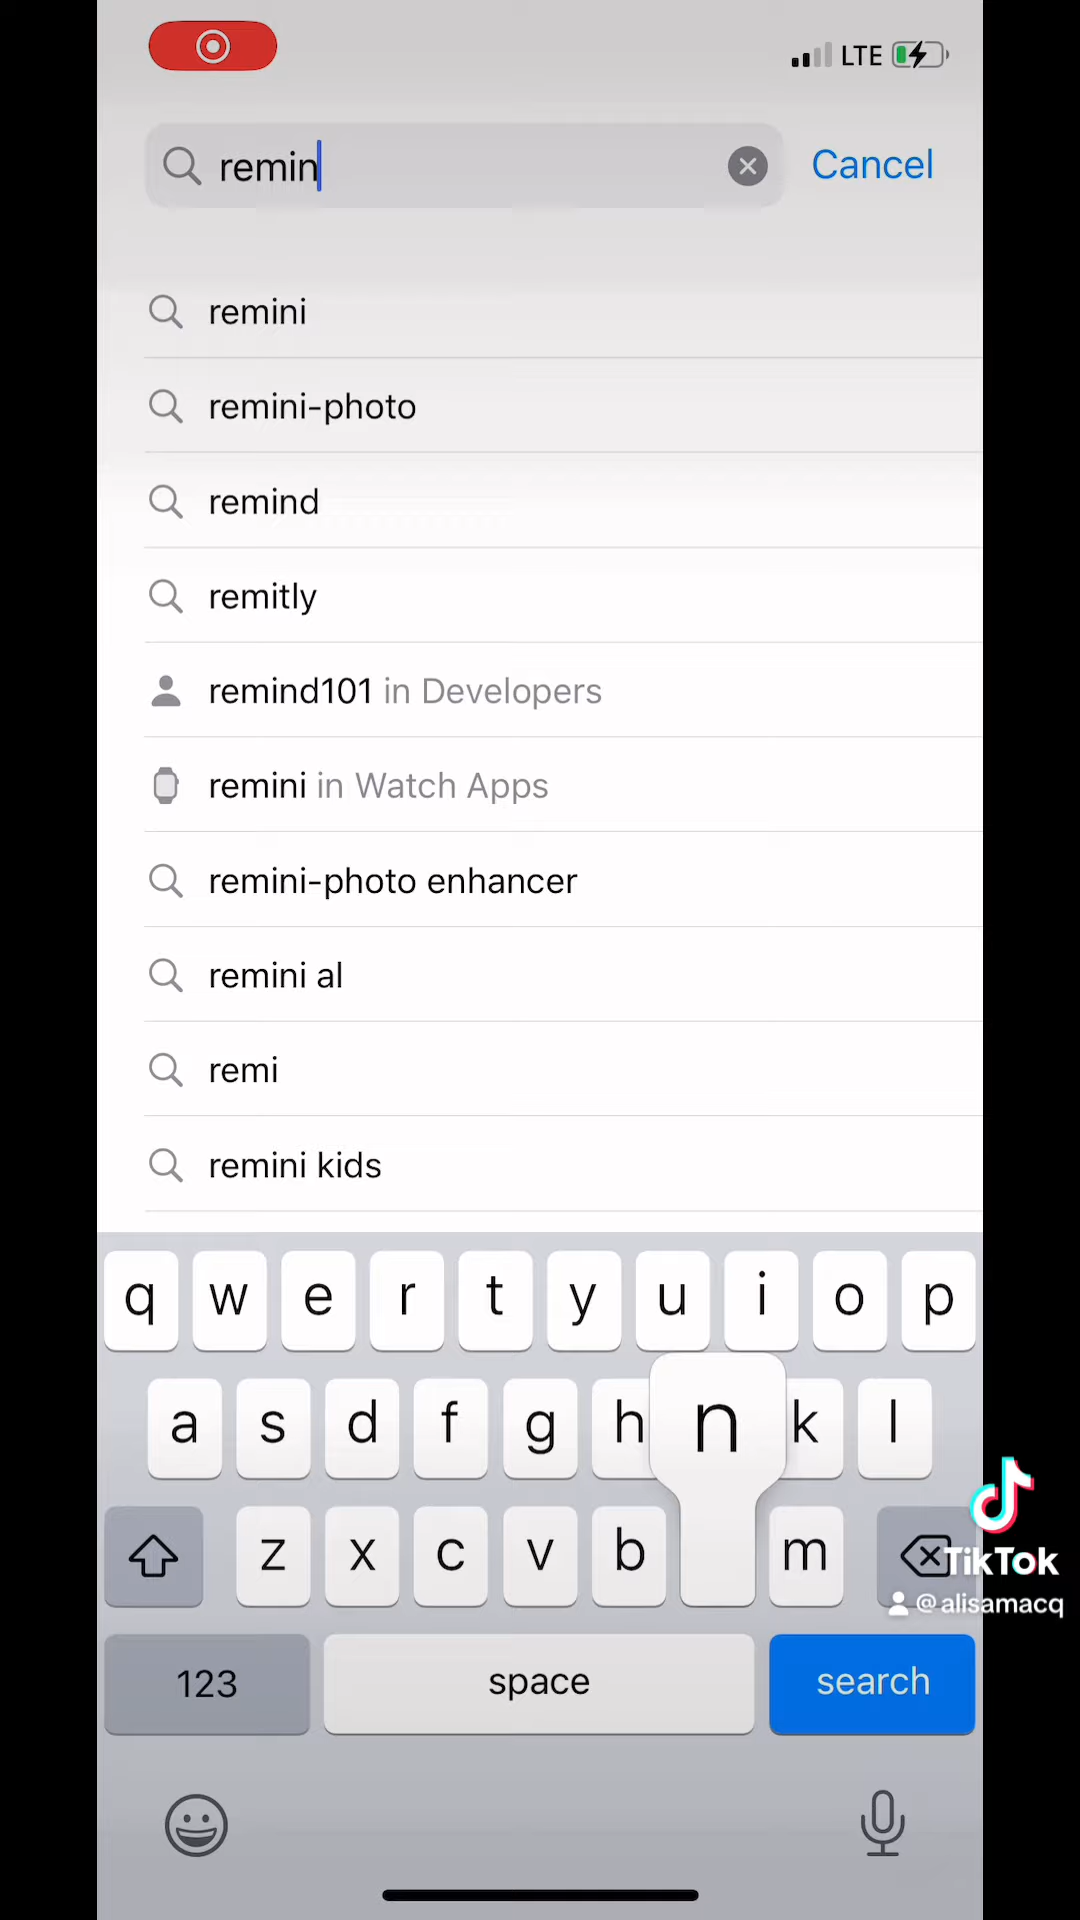 LTE
remin
Cancel
remini
remini-photo
remind
remitly
remind101 in Developers
remini in Watch Apps
remini-photo enhancer
remini al
remi
remini kids
q w e r t y u i o p
a s d f g h n k l
z x c v b m
TikTok
@alisamacq
123 space search